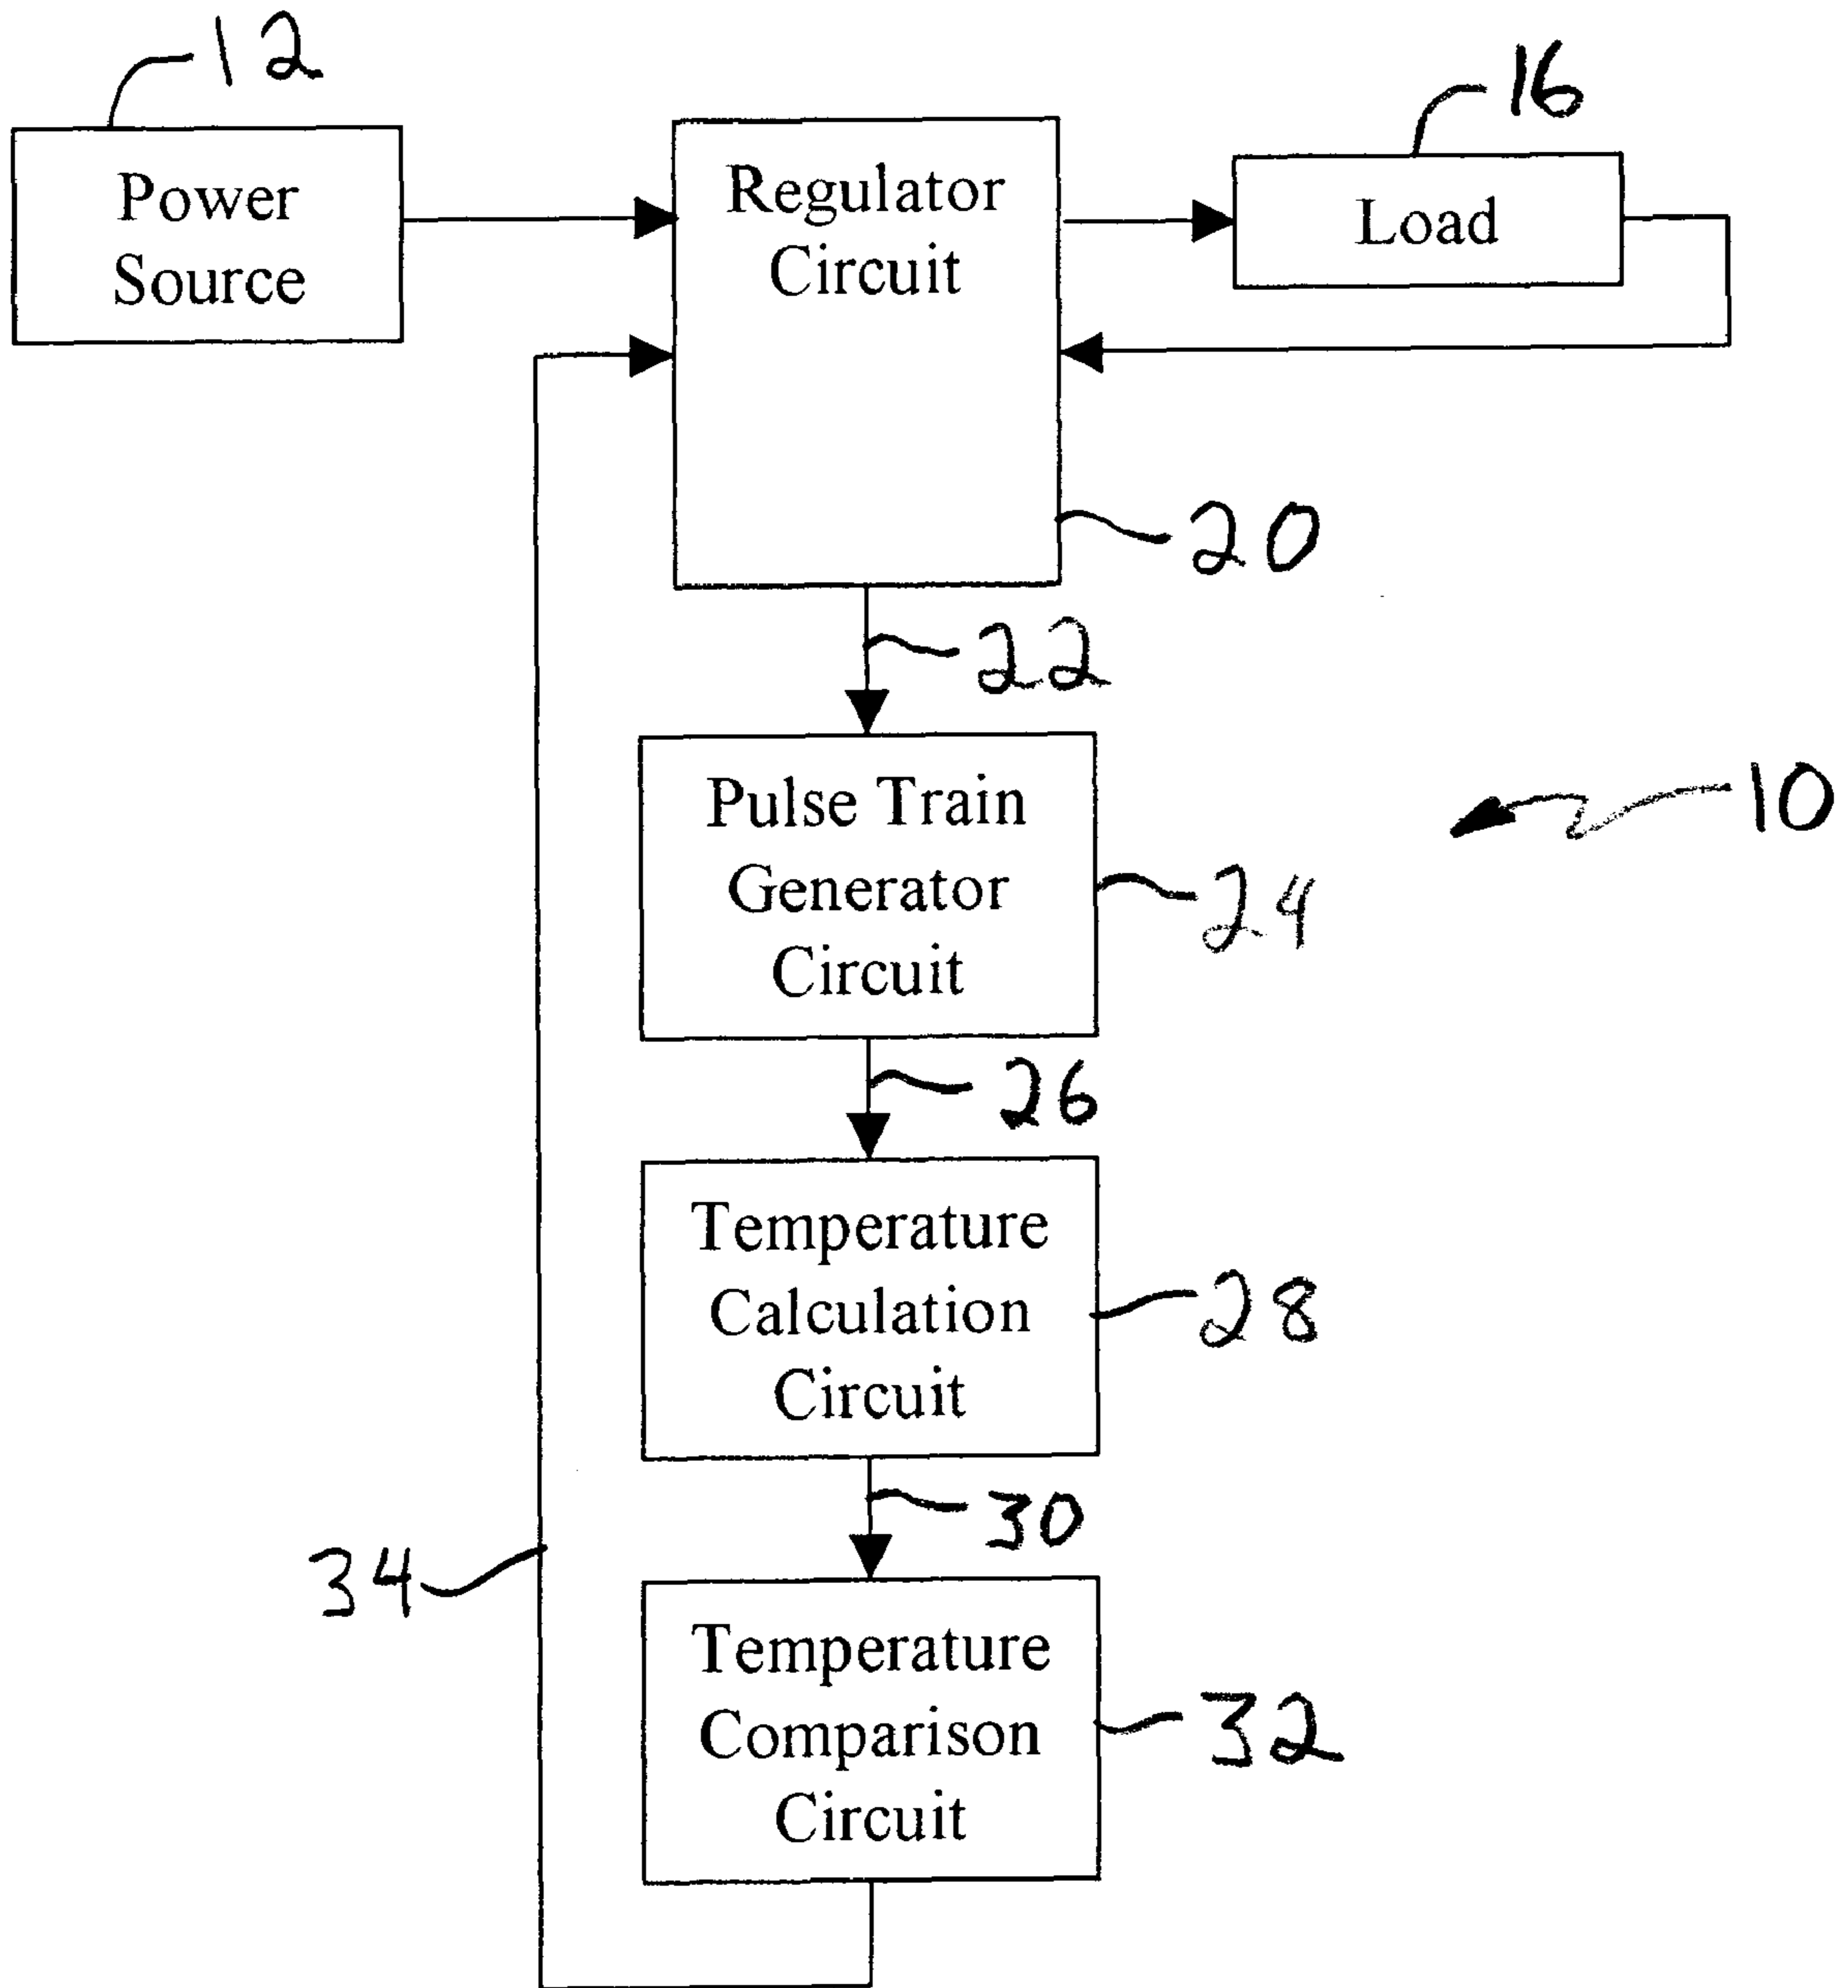 12
Power
Source
Regulator
Circuit
16
Load
20
22
Pulse Train
Generator
Circuit
24
10
26
Temperature
Calculation
Circuit
28
30
34
Temperature
Comparison
Circuit
32